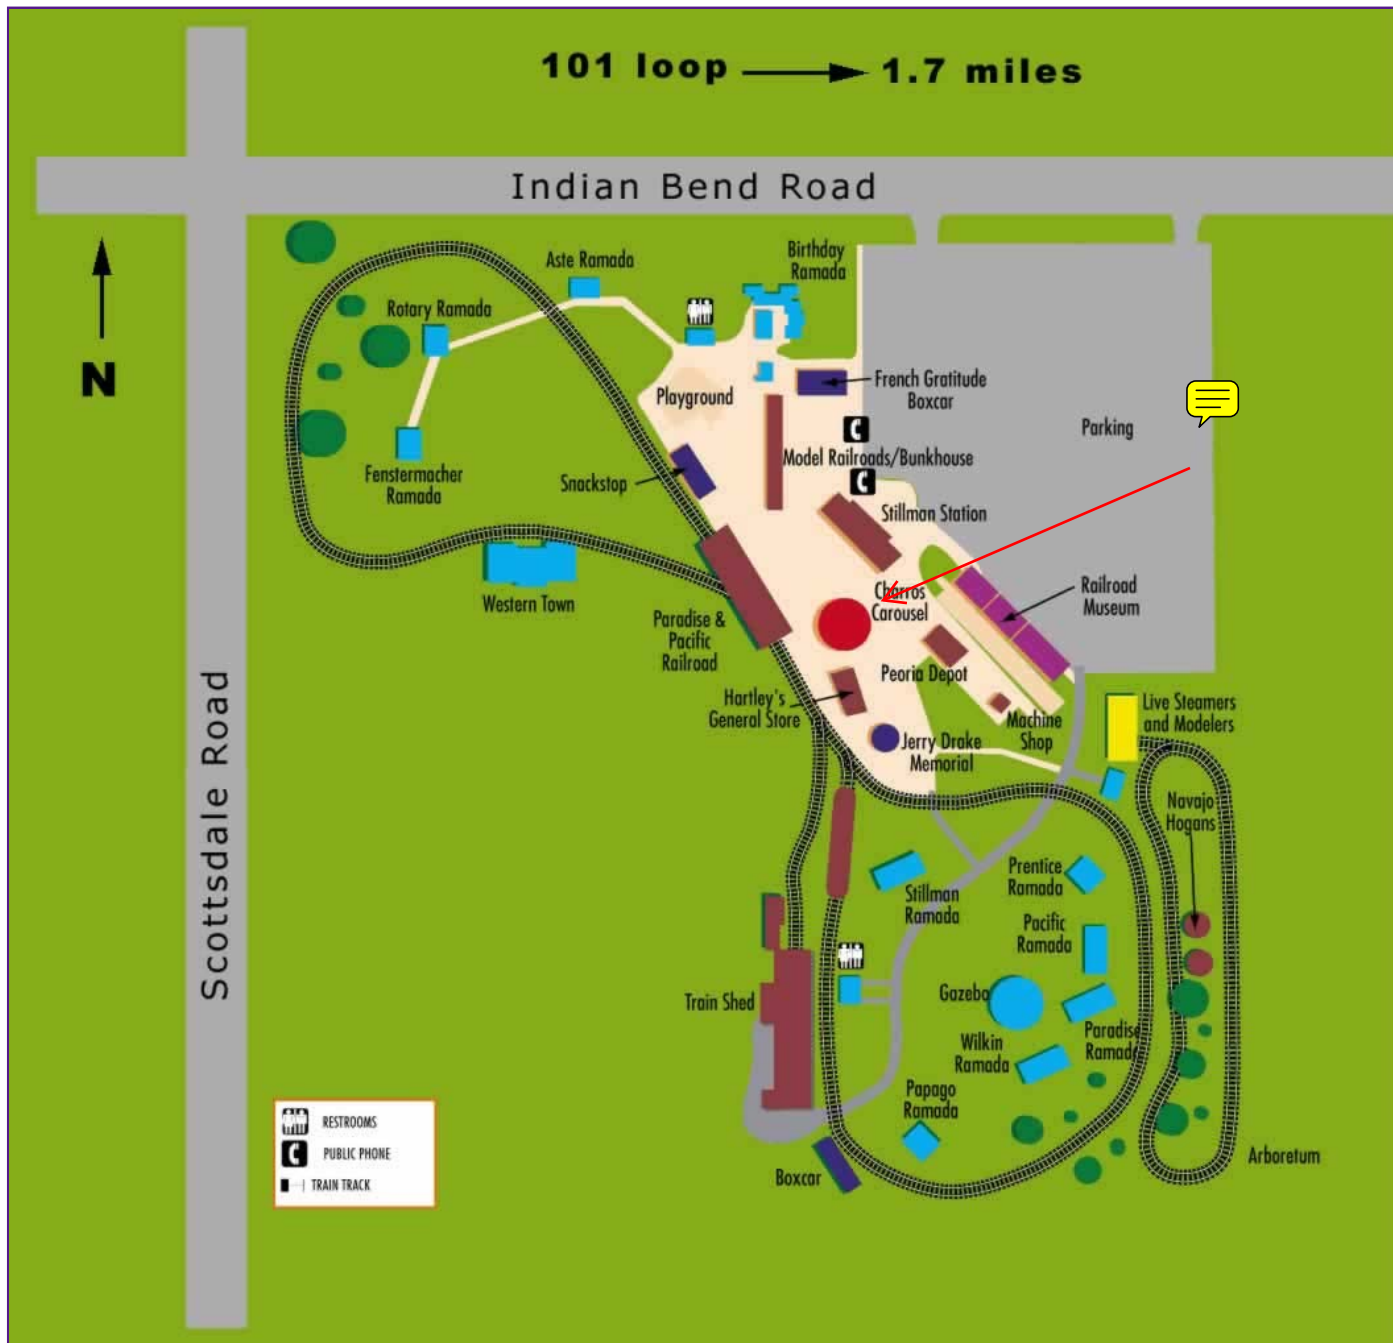 101 loop
1.7 miles
Indian Bend Road
N
Scottsdale Road
Aste Ramada
Birthday
Ramada
Rotary Ramada
French Gratitude
Boxcar
Playground
Parking
Model Railroads/Bunkhouse
Fenstermacher
Ramada
Snackstop
Stillman Station
Western Town
Charros
Carousel
Railroad
Museum
Paradise &
Pacific
Railroad
Peoria Depot
Hartley's
General Store
Live Steamers
and Modelers
Machine
Shop
Jerry Drake
Memorial
Navajo
Hogans
Prentice
Ramada
Stillman
Ramada
Pacific
Ramada
Train Shed
Gazebo
Paradise
Ramada
Wilkin
Ramada
Papago
Ramada
Boxcar
Arboretum
RESTROOMS
PUBLIC PHONE
TRAIN TRACK